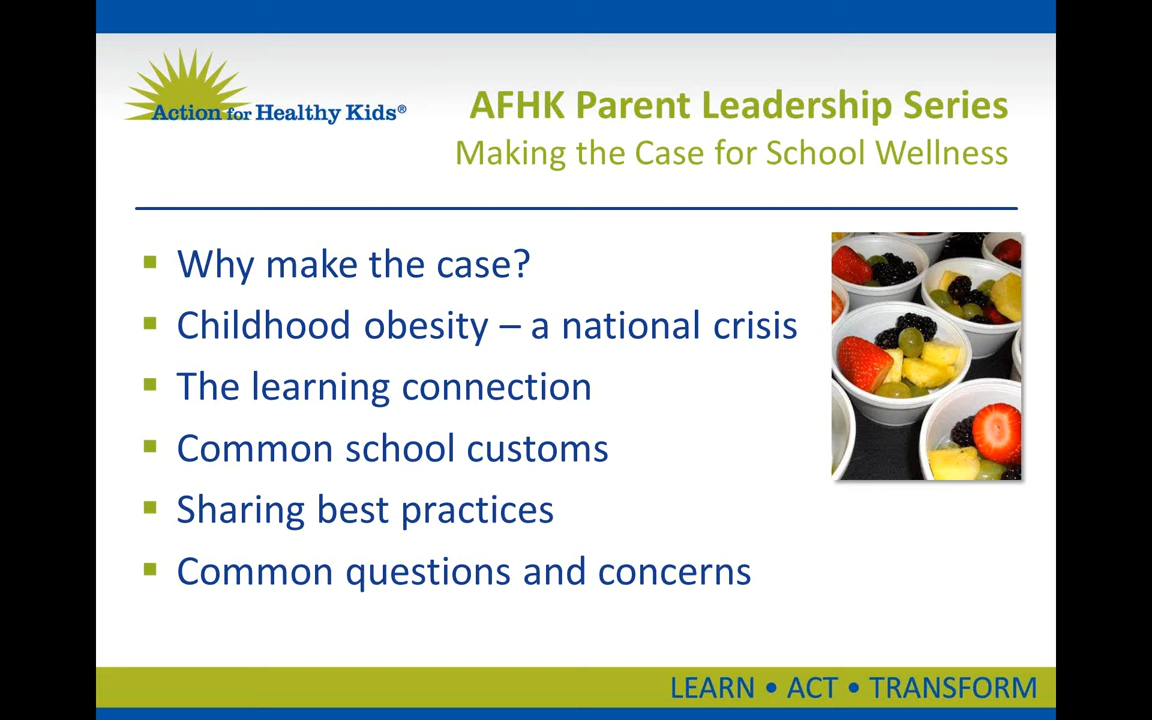 Action for Healthy Kids®
AFHK Parent Leadership Series
Making the Case for School Wellness
Why make the case?
Childhood obesity – a national crisis
The learning connection
Common school customs
Sharing best practices
Common questions and concerns
LEARN • ACT • TRANSFORM